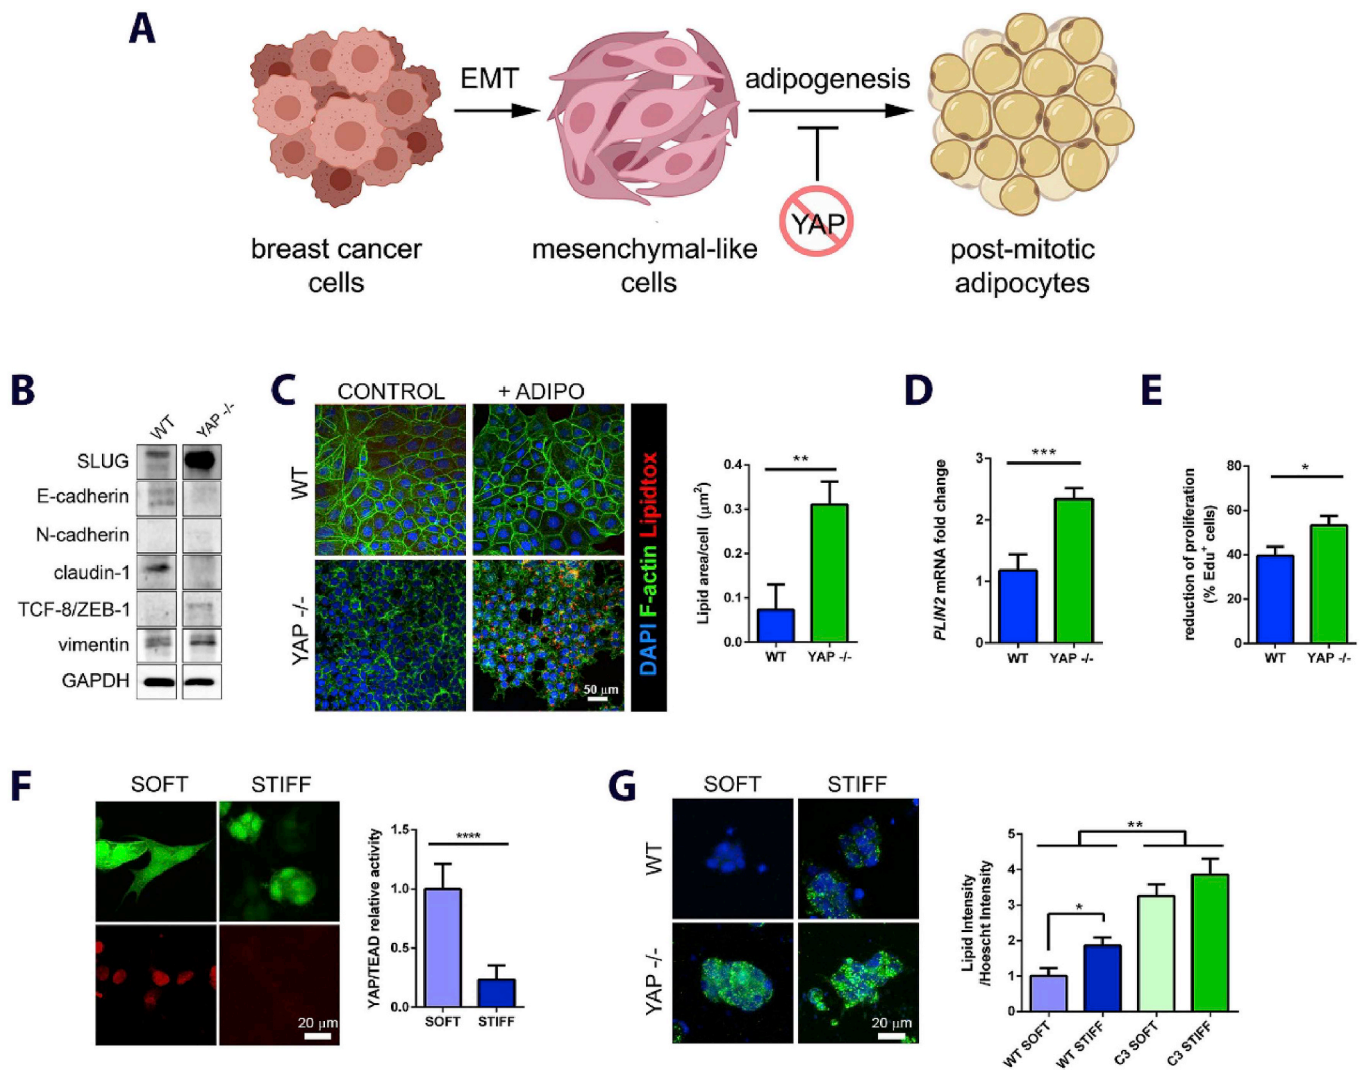 A
EMT
adipogenesis
YAP
breast cancer
cells
mesenchymal-like
cells
post-mitotic
adipocytes
B
WT
YAP -/-
SLUG
E-cadherin
N-cadherin
claudin-1
TCF-8/ZEB-1
vimentin
GAPDH
C
CONTROL
+ ADIPO
WT
YAP -/-
50 µm
DAPI F-actin Lipidtox
Lipid area/cell (µm²)
0.4
0.3
0.2
0.1
0.0
**
WT
YAP -/-
D
PLIN2 mRNA fold change
3
2
1
0
***
WT
YAP -/-
E
reduction of proliferation
(% Edu⁺ cells)
80
60
40
20
0
*
WT
YAP -/-
F
SOFT
STIFF
20 µm
YAP/TEAD relative activity
1.5
1.0
0.5
0.0
****
SOFT
STIFF
G
SOFT
STIFF
WT
YAP -/-
20 µm
Lipid Intensity
/Hoescht Intensity
5
4
3
2
1
0
**
*
WT SOFT
WT STIFF
C3 SOFT
C3 STIFF